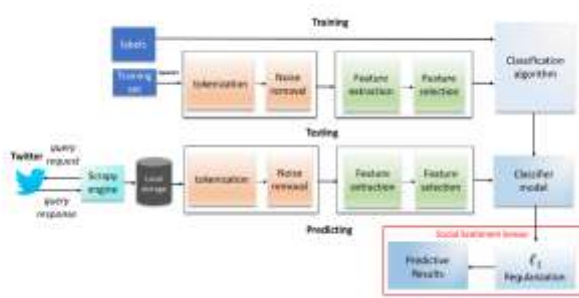 Training
labels
Training
set
tokenization
Noise
removal
Feature
extraction
Feature
selection
Classification
algorithm
Testing
Twitter
query
request
query
response
Scrapy
engine
Local
storage
tokenization
Noise
removal
Feature
extraction
Feature
selection
Classifier
model
Predicting
Social Sentiment Sensor
Predictive
Results
ℓ₁
Regularization